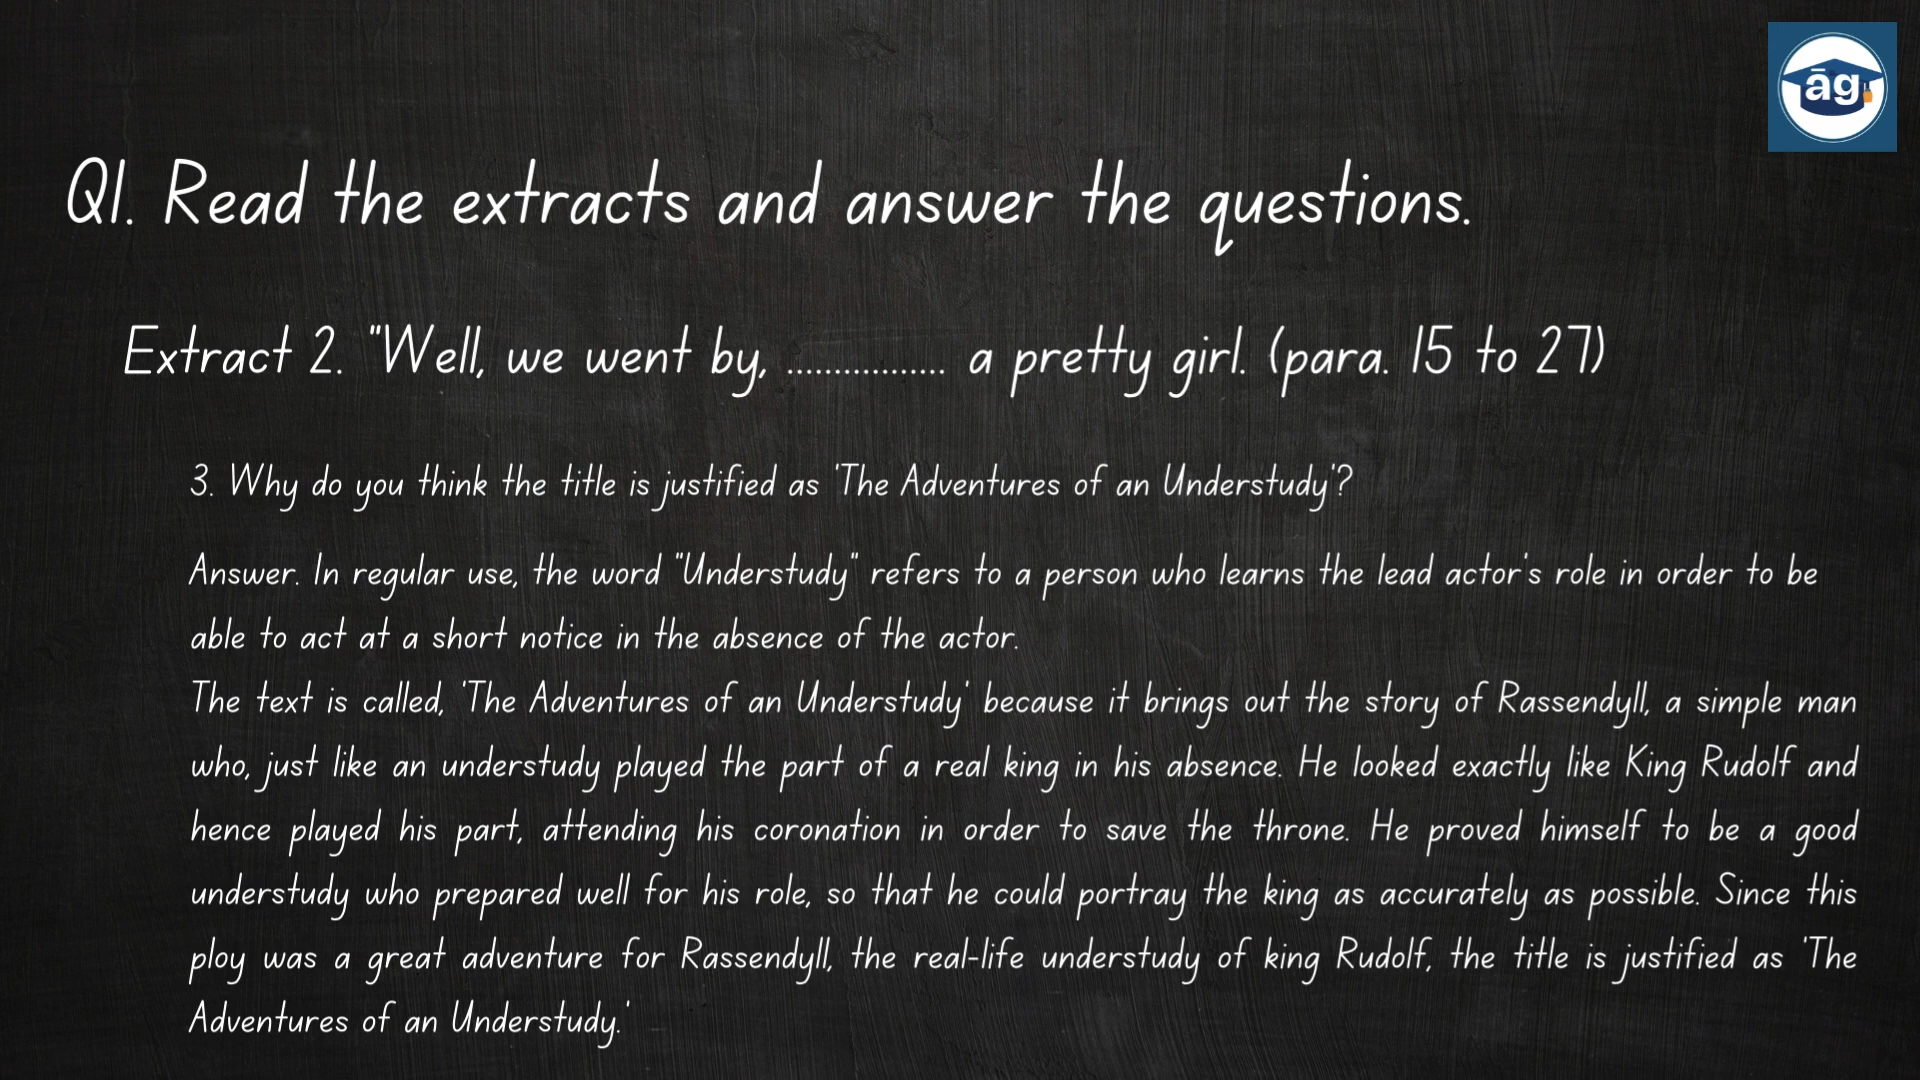 āg
Q1. Read the extracts and answer the questions.
Extract 2. "Well, we went by, ................. a pretty girl. (para. 15 to 27)
3. Why do you think the title is justified as 'The Adventures of an Understudy'?
Answer. In regular use, the word "Understudy" refers to a person who learns the lead actor's role in order to be
able to act at a short notice in the absence of the actor.
The text is called, 'The Adventures of an Understudy' because it brings out the story of Rassendyll, a simple man
who, just like an understudy played the part of a real king in his absence. He looked exactly like King Rudolf and
hence played his part, attending his coronation in order to save the throne. He proved himself to be a good
understudy who prepared well for his role, so that he could portray the king as accurately as possible. Since this
ploy was a great adventure for Rassendyll, the real-life understudy of king Rudolf, the title is justified as 'The
Adventures of an Understudy.'